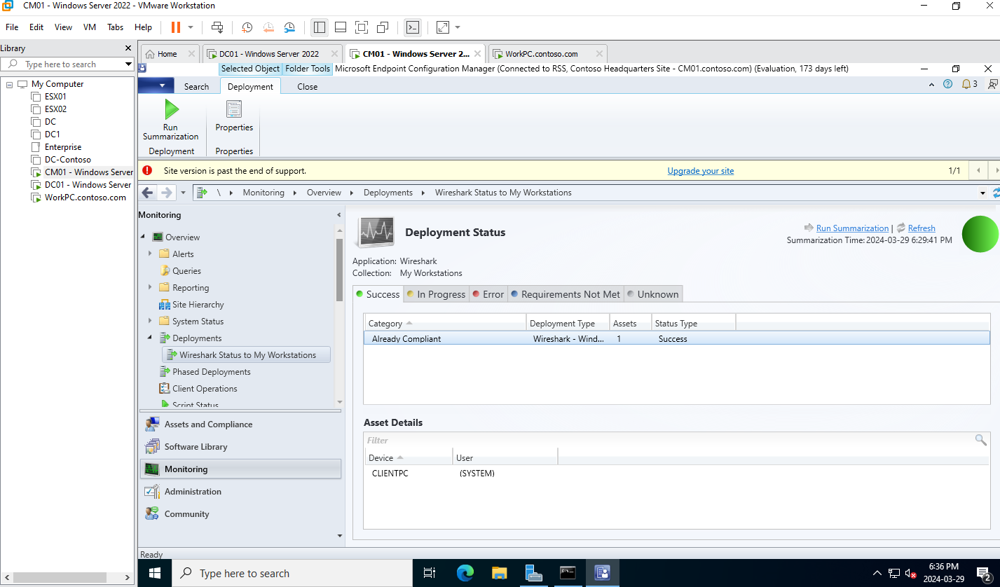 CM01 - Windows Server 2022 - VMware Workstation
File Edit View VM Tabs Help
Library
Type here to search
My Computer
ESX01
ESX02
DC
DC1
Enterprise
DC-Contoso
CM01 - Windows Server
DC01 - Windows Server
WorkPC.contoso.com
Home DC01 - Windows Server 2022 CM01 - Windows Server 2... WorkPC.contoso.com
Selected Object Folder Tools Microsoft Endpoint Configuration Manager (Connected to RSS, Contoso Headquarters Site - CM01.contoso.com) (Evaluation, 173 days left)
Search Deployment Close 3
Run Summarization
Properties
Deployment Properties
Site version is past the end of support. Upgrade your site 1/1
\ Monitoring Overview Deployments Wireshark Status to My Workstations
Monitoring
Overview
Alerts
Queries
Reporting
Site Hierarchy
System Status
Deployments
Wireshark Status to My Workstations
Phased Deployments
Client Operations
Script Status
Assets and Compliance
Software Library
Monitoring
Administration
Community
Deployment Status
Run Summarization | Refresh
Summarization Time: 2024-03-29 6:29:41 PM
Application: Wireshark
Collection: My Workstations
Success In Progress Error Requirements Not Met Unknown
Category Deployment Type Assets Status Type
Already Compliant Wireshark - Wind... 1 Success
Asset Details
Filter
Device User
CLIENTPC (SYSTEM)
Ready
Type here to search
6:36 PM
2024-03-29
2